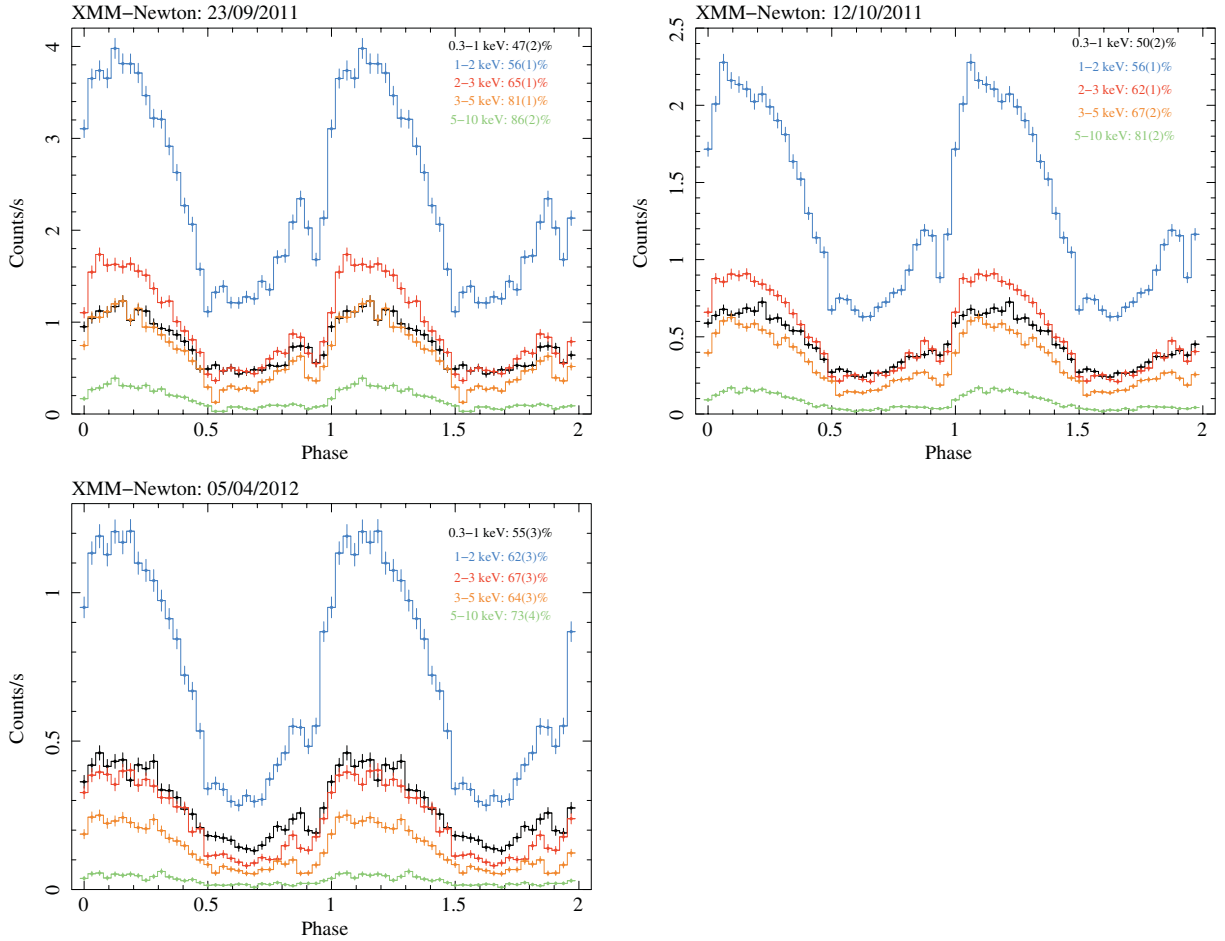 XMM−Newton: 23/09/2011
0.3−1 keV: 47(2)%
1−2 keV: 56(1)%
2−3 keV: 65(1)%
3−5 keV: 81(1)%
5−10 keV: 86(2)%
Counts/s
4
3
2
1
0
0
0.5
1
1.5
2
Phase
XMM−Newton: 12/10/2011
0.3−1 keV: 50(2)%
1−2 keV: 56(1)%
2−3 keV: 62(1)%
3−5 keV: 67(2)%
5−10 keV: 81(2)%
Counts/s
2.5
2
1.5
1
0.5
0
0
0.5
1
1.5
2
Phase
XMM−Newton: 05/04/2012
0.3−1 keV: 55(3)%
1−2 keV: 62(3)%
2−3 keV: 67(3)%
3−5 keV: 64(3)%
5−10 keV: 73(4)%
Counts/s
1
0.5
0
0
0.5
1
1.5
2
Phase